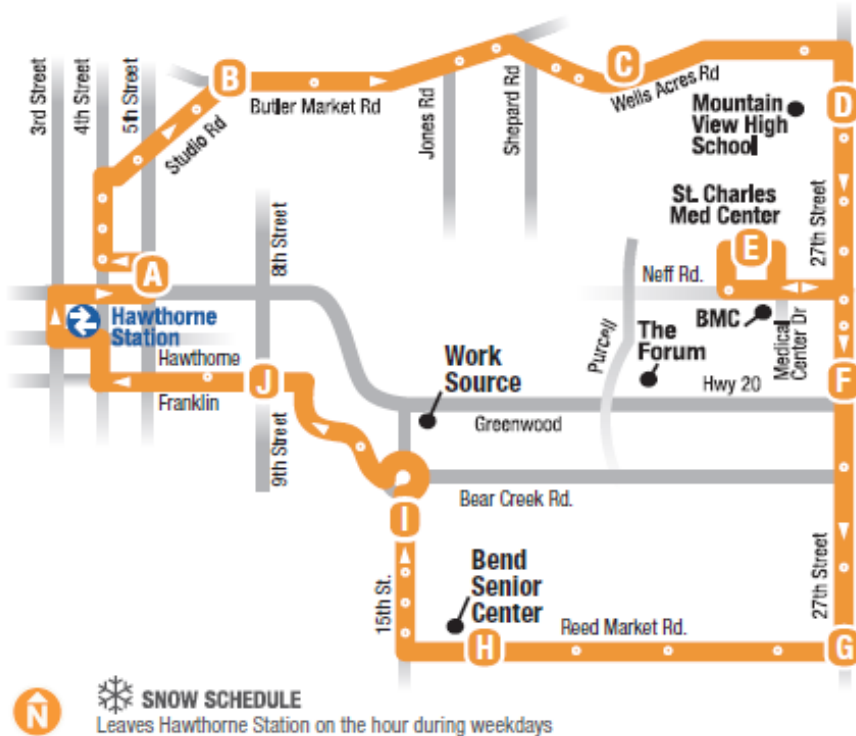 3rd Street
4th Street
5th Street
Studio Rd
B
Butler Market Rd
Jones Rd
Shepard Rd
C
Wells Acres Rd
Mountain
View High
School
D
27th Street
St. Charles
Med Center
E
Neff Rd.
BMC
Medical
Center Dr
A
8th Street
Hawthorne
Station
Hawthorne
Franklin
J
9th Street
Work
Source
Purcell
The
Forum
Hwy 20
F
Greenwood
Bear Creek Rd.
I
15th St.
Bend
Senior
Center
H
Reed Market Rd.
27th Street
G
N
SNOW SCHEDULE
Leaves Hawthorne Station on the hour during weekdays